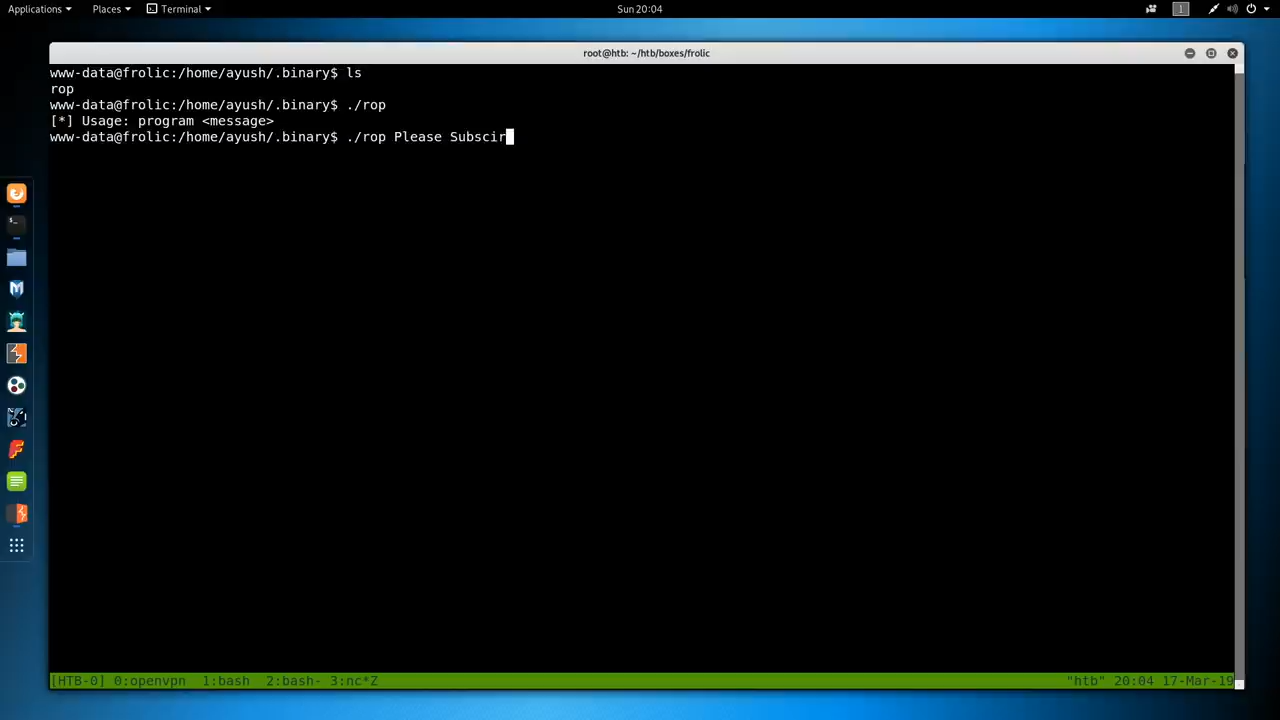 Applications Places Terminal Sun 20:04 1
root@htb: ~/htb/boxes/frolic
www-data@frolic:/home/ayush/.binary$ ls
rop
www-data@frolic:/home/ayush/.binary$ ./rop
[*] Usage: program <message>
www-data@frolic:/home/ayush/.binary$ ./rop Please Subscir
[HTB-0] 0:openvpn 1:bash 2:bash- 3:nc*Z "htb" 20:04 17-Mar-19